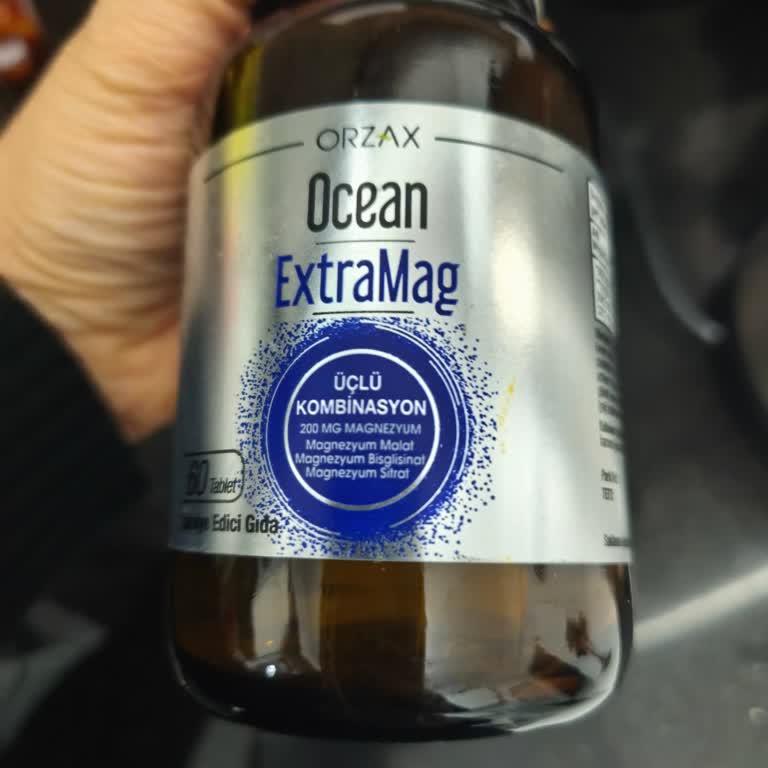 ORZAX
Ocean
ExtraMag
ÜÇLÜ
KOMBİNASYON
200 MG MAGNEZYUM
Magnezyum Malat
Magnezyum Bisglisinat
Magnezyum Sitrat
60 Tablet
Edici Gıda